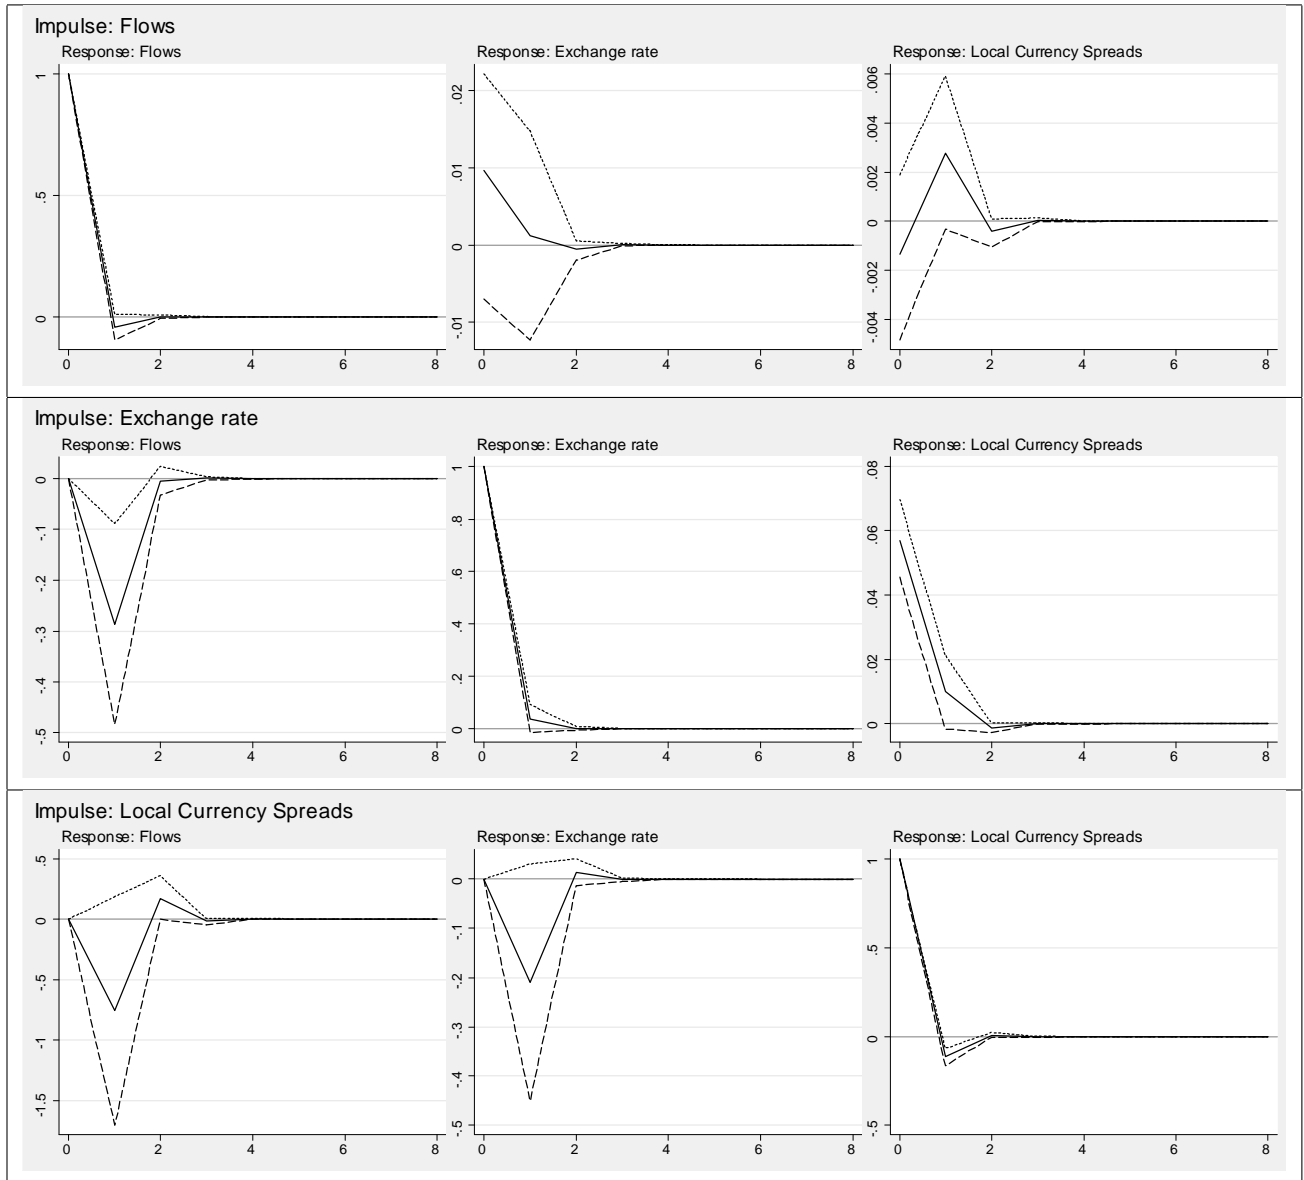 Impulse: Flows
Response: Flows
Response: Exchange rate
Response: Local Currency Spreads
1
.5
0
0 2 4 6 8
.02
.01
0
-.01
0 2 4 6 8
.006
.004
.002
0
-.002
-.004
0 2 4 6 8
Impulse: Exchange rate
Response: Flows
Response: Exchange rate
Response: Local Currency Spreads
0
-.1
-.2
-.3
-.4
-.5
0 2 4 6 8
1
.8
.6
.4
.2
0
0 2 4 6 8
.08
.06
.04
.02
0
0 2 4 6 8
Impulse: Local Currency Spreads
Response: Flows
Response: Exchange rate
Response: Local Currency Spreads
.5
0
-.5
-1
-1.5
0 2 4 6 8
0
-.1
-.2
-.3
-.4
-.5
0 2 4 6 8
1
.5
0
-.5
0 2 4 6 8